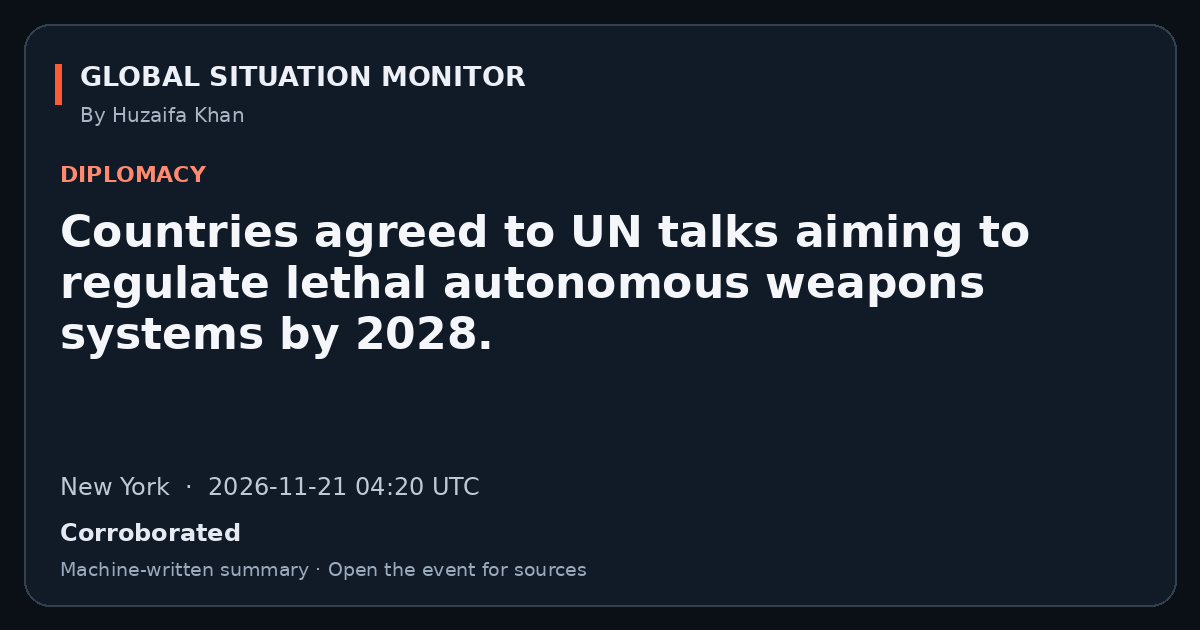 GLOBAL SITUATION MONITOR
By Huzaifa Khan
DIPLOMACY
Countries agreed to UN talks aiming to
regulate lethal autonomous weapons
systems by 2028.
New York · 2026-11-21 04:20 UTC
Corroborated
Machine-written summary · Open the event for sources